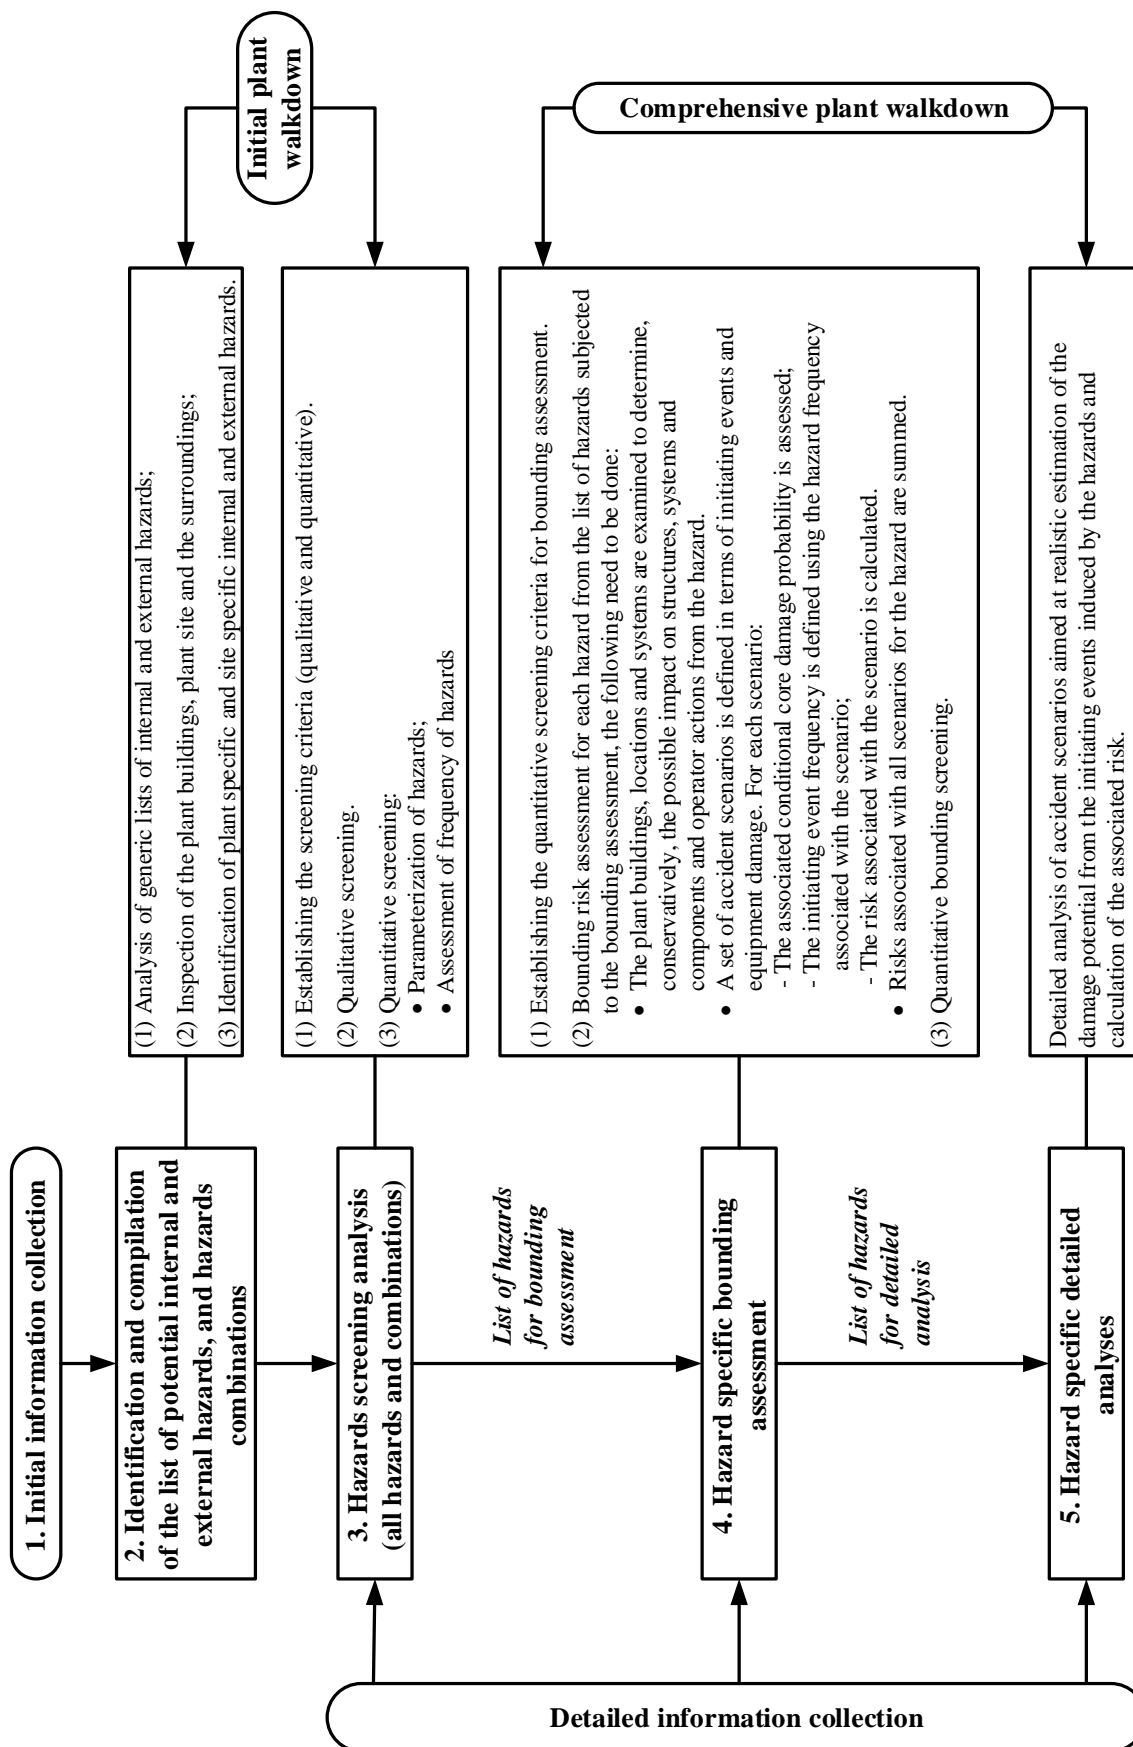 1. Initial information collection
2. Identification and compilation
of the list of potential internal and
external hazards, and hazards
combinations
(1) Analysis of generic lists of internal and external hazards;
(2) Inspection of the plant buildings, plant site and the surroundings;
(3) Identification of plant specific and site specific internal and external hazards.
Initial plant
walkdown
3. Hazards screening analysis
(all hazards and combinations)
(1) Establishing the screening criteria (qualitative and quantitative).
(2) Qualitative screening.
(3) Quantitative screening:
● Parameterization of hazards;
● Assessment of frequency of hazards
List of hazards
for bounding
assessment
4. Hazard specific bounding
assessment
(1) Establishing the quantitative screening criteria for bounding assessment.
(2) Bounding risk assessment for each hazard from the list of hazards subjected
to the bounding assessment, the following need to be done:
● The plant buildings, locations and systems are examined to determine,
conservatively, the possible impact on structures, systems and
components and operator actions from the hazard.
● A set of accident scenarios is defined in terms of initiating events and
equipment damage. For each scenario:
- The associated conditional core damage probability is assessed;
- The initiating event frequency is defined using the hazard frequency
associated with the scenario;
- The risk associated with the scenario is calculated.
● Risks associated with all scenarios for the hazard are summed.
(3) Quantitative bounding screening.
Comprehensive plant walkdown
List of hazards
for detailed
analysis
5. Hazard specific detailed
analyses
Detailed analysis of accident scenarios aimed at realistic estimation of the
damage potential from the initiating events induced by the hazards and
calculation of the associated risk.
Detailed information collection